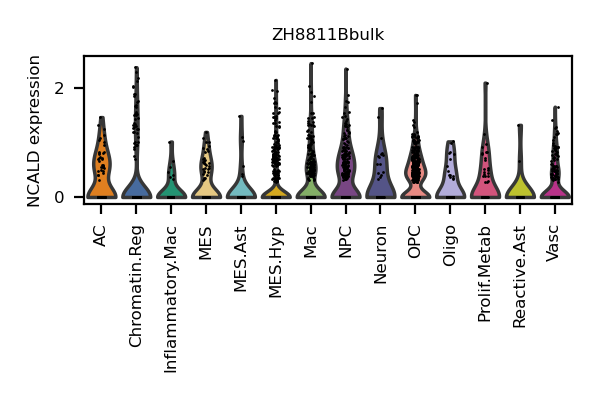 ZH8811Bbulk
NCALD expression
2
0
AC
Chromatin.Reg
Inflammatory.Mac
MES
MES.Ast
MES.Hyp
Mac
NPC
Neuron
OPC
Oligo
Prolif.Metab
Reactive.Ast
Vasc